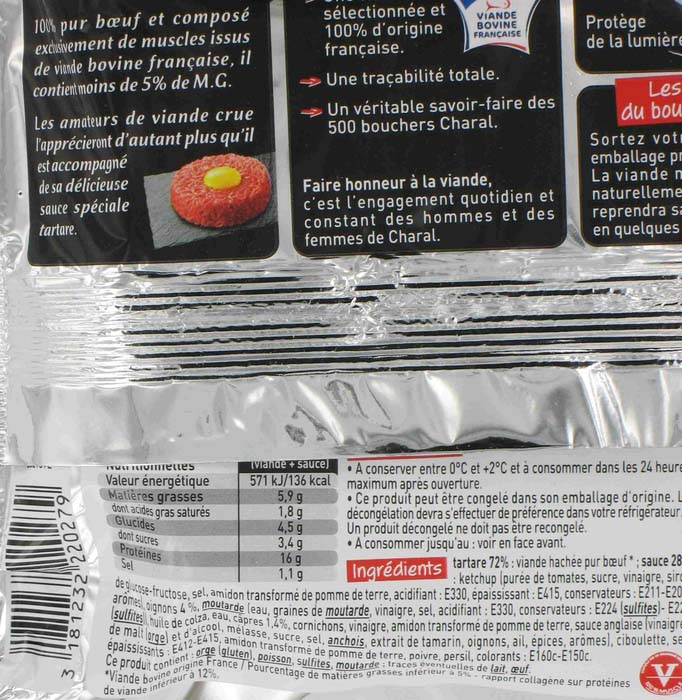 100% pur bœuf et composé
exclusivement de muscles issus
de viande bovine française, il
contient moins de 5% de M.G.
Les amateurs de viande crue
l'apprécieront d'autant plus qu'il
est accompagné
de sa délicieuse
sauce spéciale
tartare.
sélectionnée et
100% d'origine
française.
VIANDE
BOVINE
FRANÇAISE
Une traçabilité totale.
Un véritable savoir-faire des
500 bouchers Charal.
Faire honneur à la viande,
c'est l'engagement quotidien et
constant des hommes et des
femmes de Charal.
Protège
de la lumière
Les
du bou
Sortez votr
emballage pr
La viande n
naturelleme
reprendra sa
en quelques
(viande + sauce)
Valeur énergétique 571 kJ/136 kcal
Matières grasses 5,9 g
dont acides gras saturés 1,8 g
Glucides 4,5 g
dont sucres 3,4 g
Protéines 16 g
Sel 1,1 g
• A conserver entre 0°C et +2°C et à consommer dans les 24 heure
maximum après ouverture.
• Ce produit peut être congelé dans son emballage d'origine. L
décongélation devra s'effectuer de préférence dans votre réfrigérateur.
Un produit décongelé ne doit pas être recongelé.
• A consommer jusqu'au : voir en face avant.
Ingrédients tartare 72% : viande hachée pur bœuf* ; sauce 28
: ketchup (purée de tomates, sucre, vinaigre, siro
de glucose-fructose, sel, amidon transformé de pomme de terre, acidifiant : E330, épaississant : E415, conservateurs : E211-E20
arômes), oignons 4 %, moutarde (eau, graines de moutarde, vinaigre, sel, acidifiant : E330, conservateurs : E224 (sulfites)- E22
(sulfites), huile de colza, eau, câpres 1,4%, cornichons, vinaigre, amidon transformé de pomme de terre, sauce anglaise (vinaigre
de malt (orge) et d'alcool, mélasse, sucre, sel, anchois, extrait de tamarin, oignons, ail, épices, arômes), ciboulette, se
épaississants : E412-E415, amidon transformé de pomme de terre, poivre, persil, colorants : E160c-E150c.
Ce produit contient : orge (gluten), poisson, sulfites, moutarde ; traces éventuelles de lait, œuf.
*Viande bovine origine France / Pourcentage de matières grasses inférieur à 5% - rapport collagène sur protéines
de viande inférieur à 12%.
3 181232 220279
V